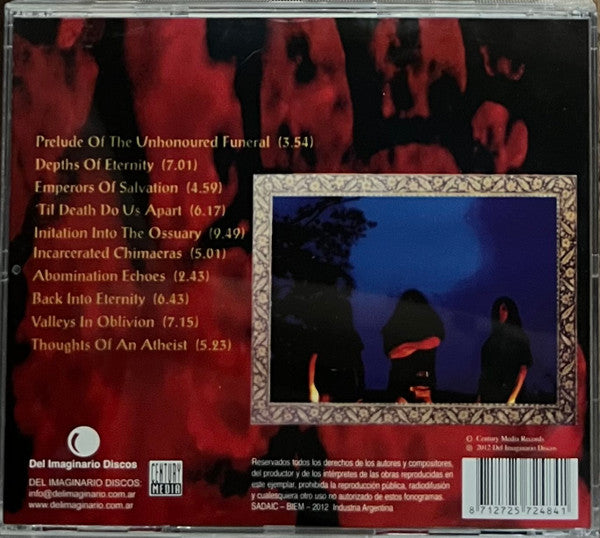 Prelude Of The Unhonoured Funeral (3.54)
Depths Of Eternity (7.01)
Emperors Of Salvation (4.59)
'Til Death Do Us Apart (6.17)
Initation Into The Ossuary (9.49)
Incarcerated Chimaeras (5.01)
Abomination Echoes (2.43)
Back Into Eternity (6.43)
Valleys In Oblivion (7.15)
Thoughts Of An Atheist (5.23)
© Century Media Records
℗ 2012 Del Imaginario Discos
Del Imaginario Discos
DEL IMAGINARIO DISCOS:
info@delimaginario.com.ar
www.delimaginario.com.ar
CENTURY
MEDIA
Reservados todos los derechos de los autores y compositores,
del productor y de los intérpretes de las obras reproducidas en
este ejemplar, prohibida la reproducción pública, radiodifusión
y cualesquiera otro uso no autorizado de estos fonogramas.
SADAIC – BIEM – 2012 Industria Argentina
8 712725 724841